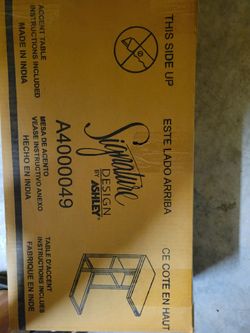 THIS SIDE UP
ESTE LADO ARRIBA
CE COTE EN HAUT
Signature
DESIGN
BY ASHLEY®
A4000049
ACCENT TABLE
INSTRUCTIONS INCLUDED
MADE IN INDIA
MESA DE ACENTO
VEASE INSTRUCTIVO ANEXO
HECHO EN INDIA
TABLE D'ACCENT
INSTRUCTIONS INCLUES
FABRIQUE EN INDE